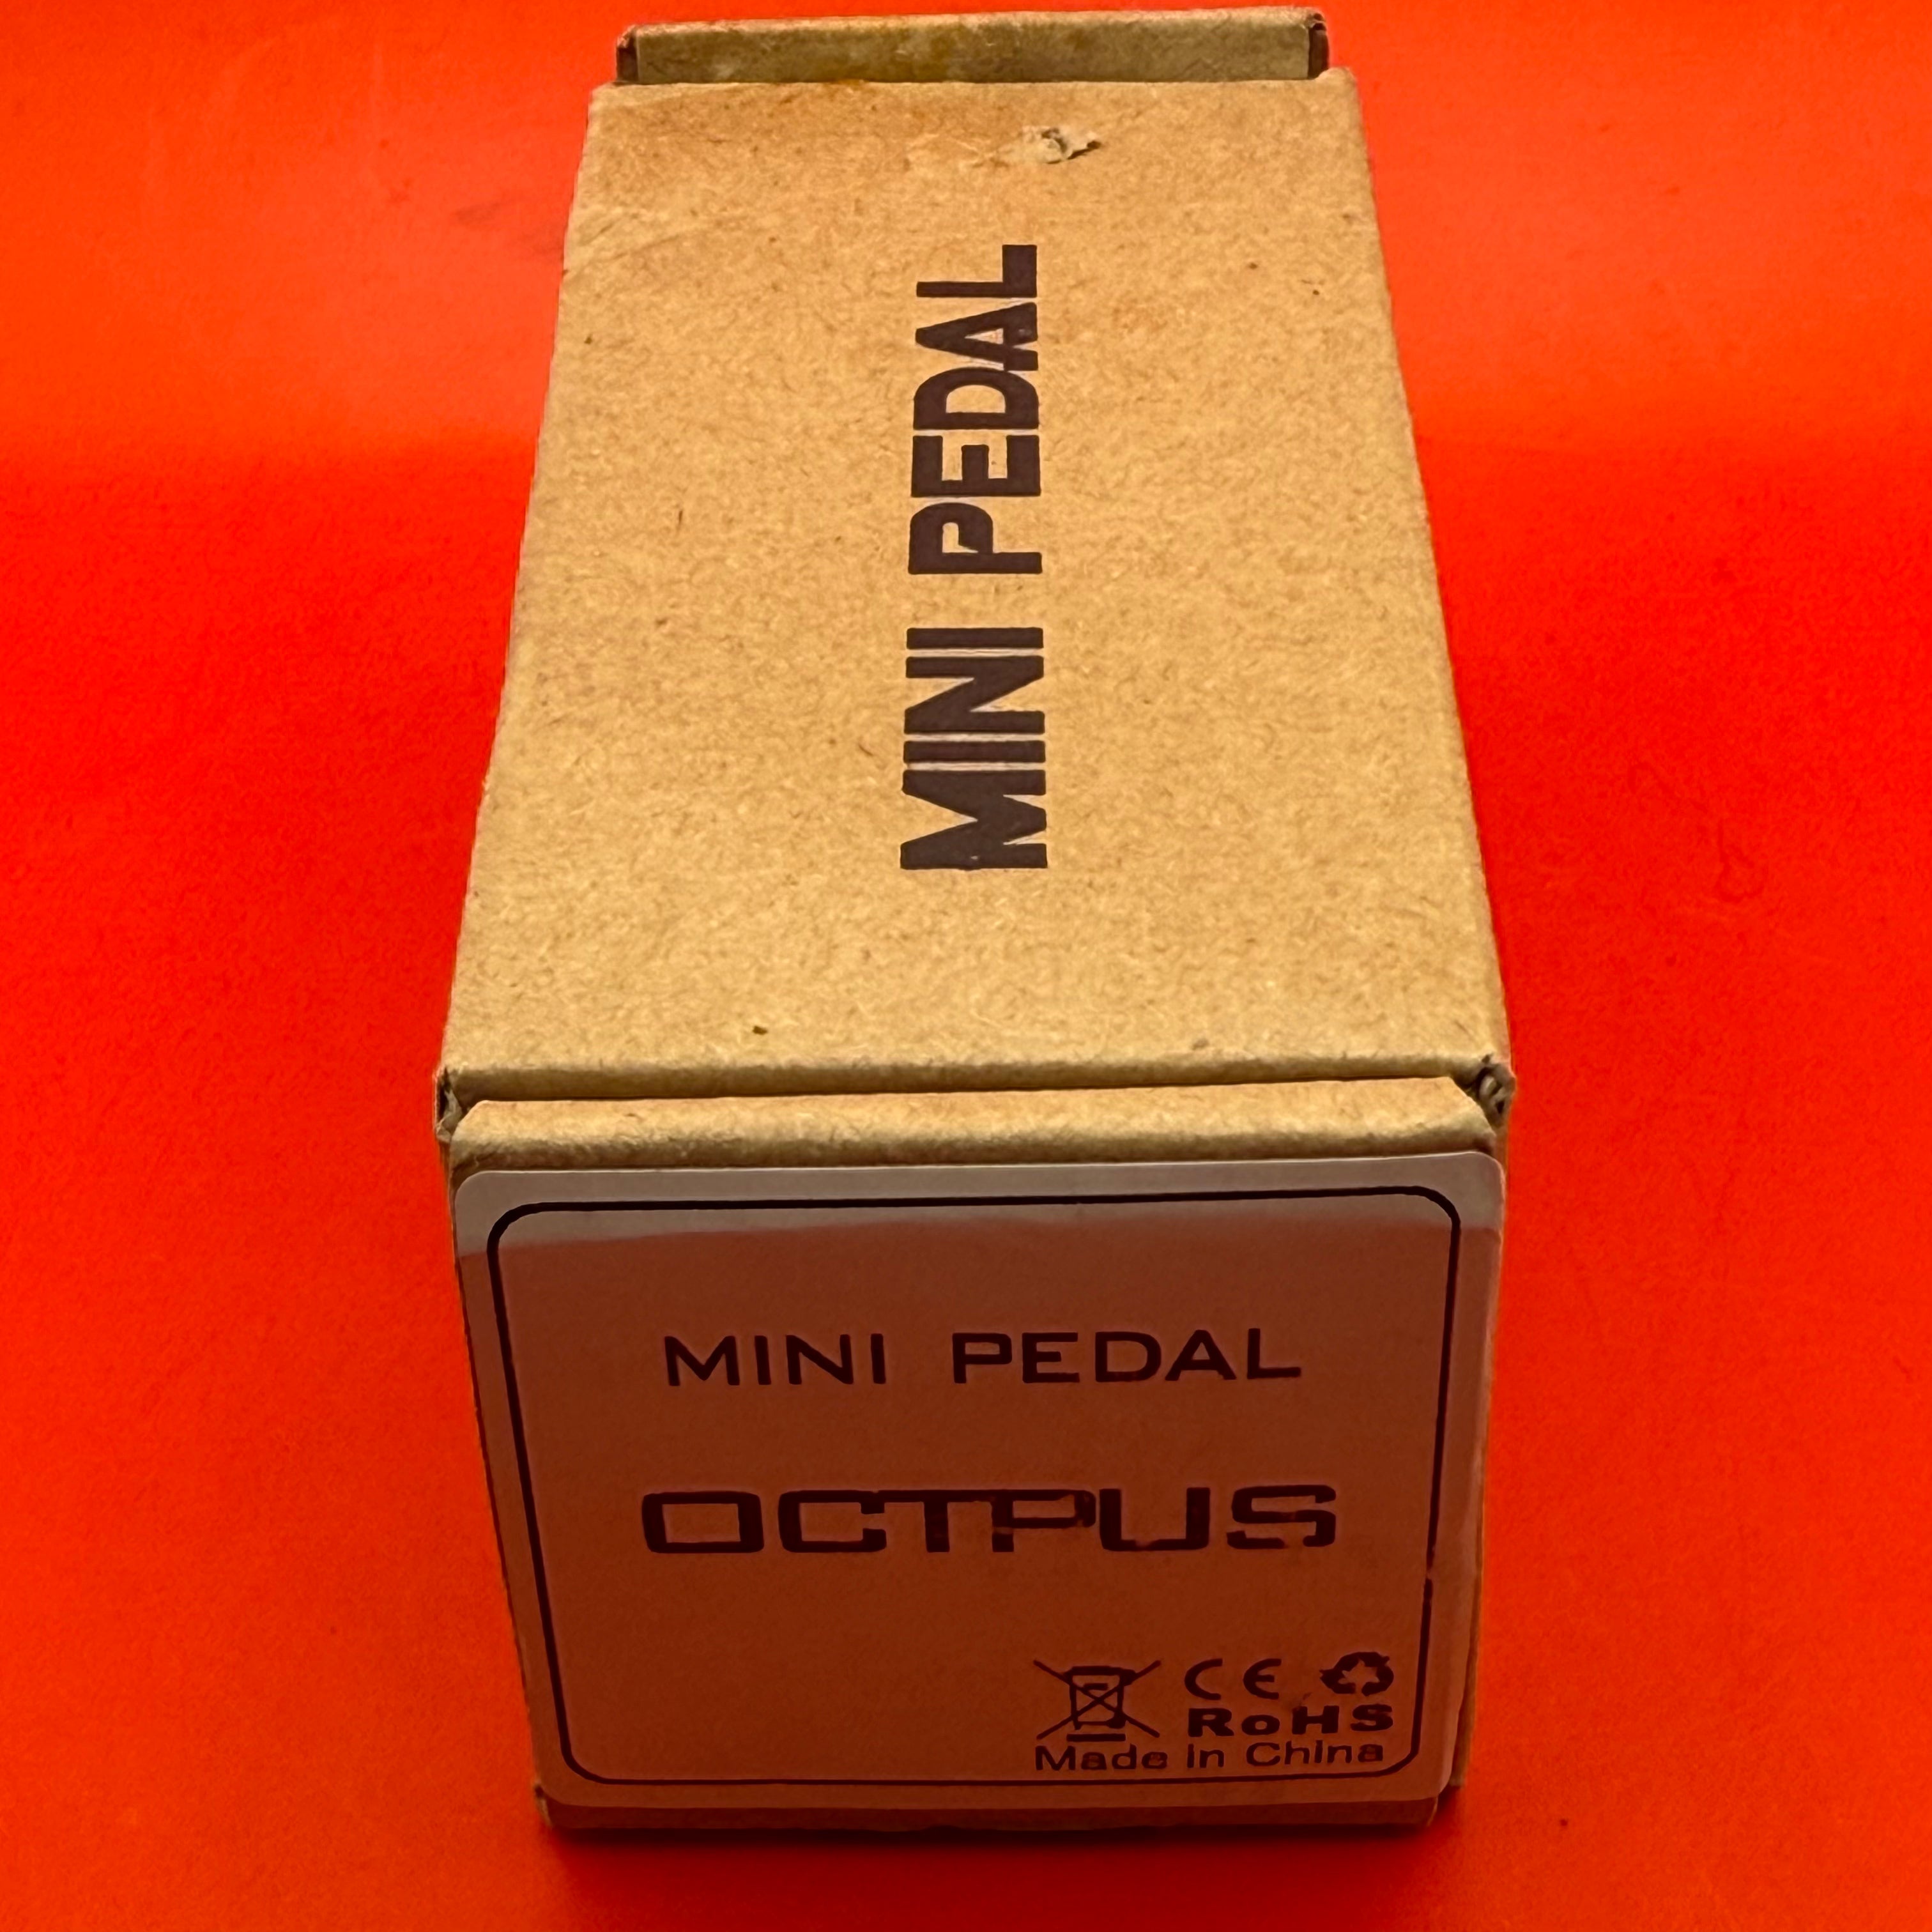 MINI PEDAL
MINI PEDAL
OCTPUS
CE
RoHS
Made in China